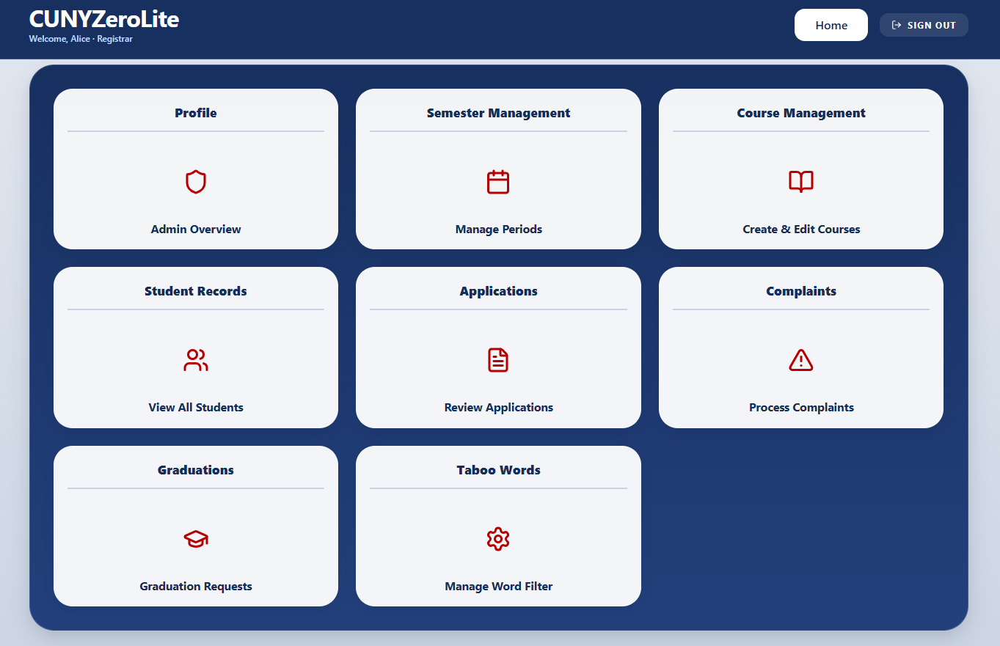 CUNYZeroLite
Welcome, Alice · Registrar
Home
SIGN OUT
Profile
Admin Overview
Semester Management
Manage Periods
Course Management
Create & Edit Courses
Student Records
View All Students
Applications
Review Applications
Complaints
Process Complaints
Graduations
Graduation Requests
Taboo Words
Manage Word Filter